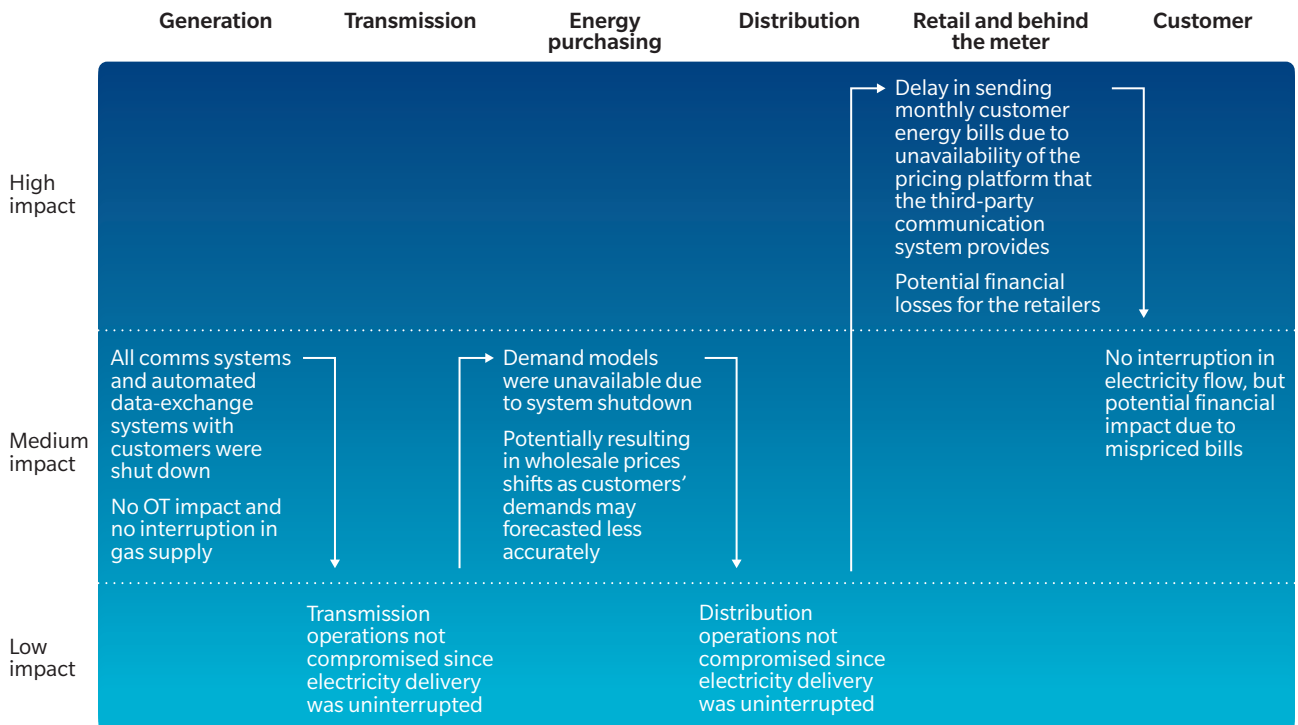 Generation
Transmission
Energy
purchasing
Distribution
Retail and behind
the meter
Customer
High
impact
Delay in sending
monthly customer
energy bills due to
unavailability of the
pricing platform that
the third-party
communication
system provides
Potential financial
losses for the retailers
Medium
impact
All comms systems
and automated
data-exchange
systems with
customers were
shut down
No OT impact and
no interruption in
gas supply
Demand models
were unavailable due
to system shutdown
Potentially resulting
in wholesale prices
shifts as customers’
demands may
forecasted less
accurately
No interruption in
electricity flow, but
potential financial
impact due to
mispriced bills
Low
impact
Transmission
operations not
compromised since
electricity delivery
was uninterrupted
Distribution
operations not
compromised since
electricity delivery
was uninterrupted